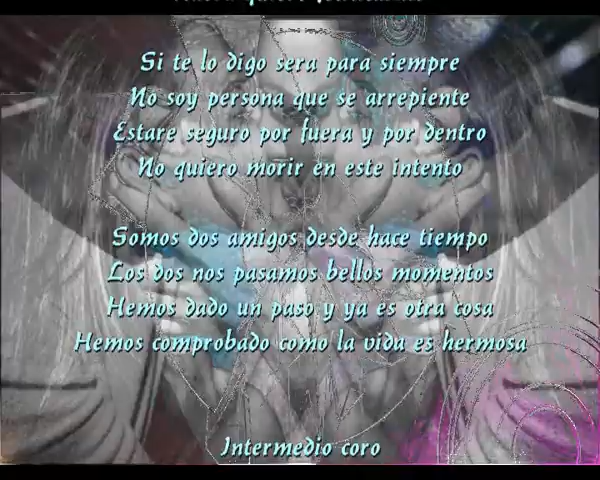 Si te lo digo sera para siempre
No soy persona que se arrepiente
Estare seguro por fuera y por dentro
No quiero morir en este intento
Somos dos amigos desde hace tiempo
Los dos nos pasamos bellos momentos
Hemos dado un paso y ya es otra cosa
Hemos comprobado como la vida es hermosa
Intermedio coro